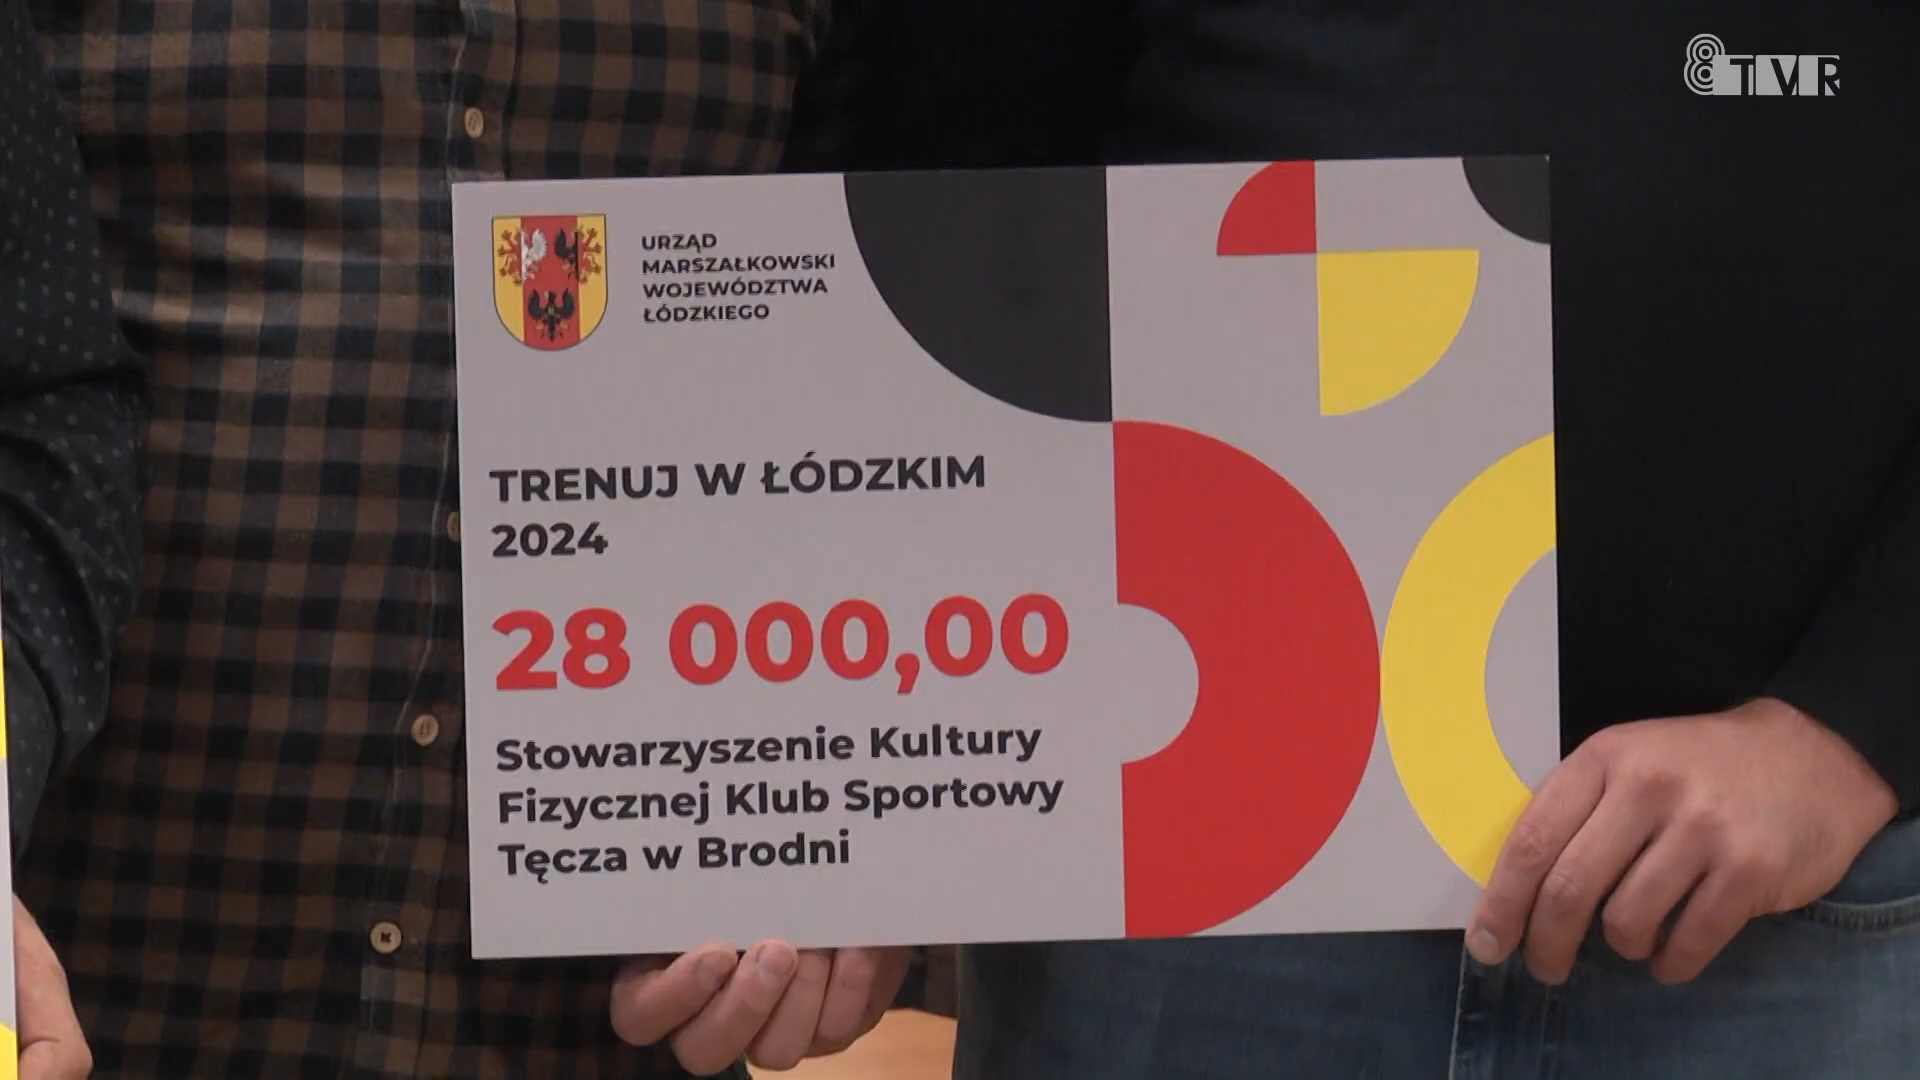 TVR
URZĄD
MARSZAŁKOWSKI
WOJEWÓDZTWA
ŁÓDZKIEGO
TRENUJ W ŁÓDZKIM
2024
28 000,00
Stowarzyszenie Kultury
Fizycznej Klub Sportowy
Tęcza w Brodni